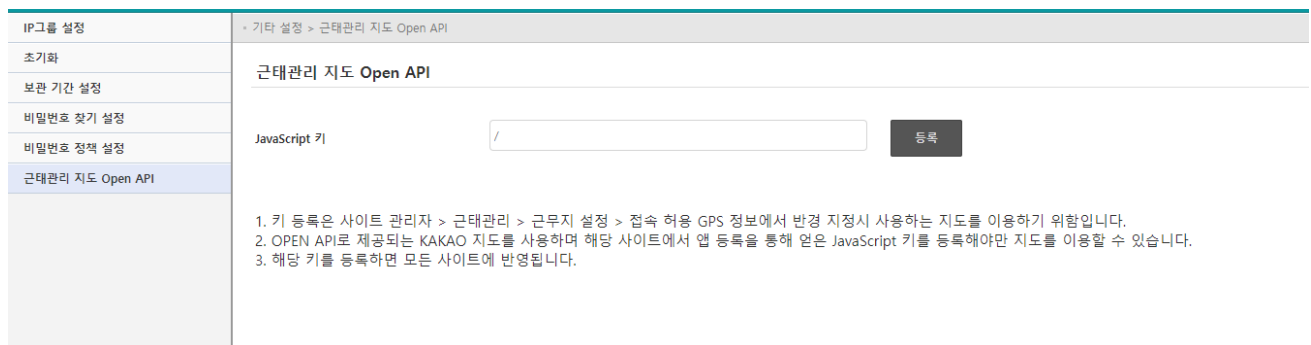 IP그룹 설정
초기화
보관 기간 설정
비밀번호 찾기 설정
비밀번호 정책 설정
근태관리 지도 Open API
• 기타 설정 > 근태관리 지도 Open API
근태관리 지도 Open API
JavaScript 키
/
등록
1. 키 등록은 사이트 관리자 > 근태관리 > 근무지 설정 > 접속 허용 GPS 정보에서 반경 지정시 사용하는 지도를 이용하기 위함입니다.
2. OPEN API로 제공되는 KAKAO 지도를 사용하며 해당 사이트에서 앱 등록을 통해 얻은 JavaScript 키를 등록해야만 지도를 이용할 수 있습니다.
3. 해당 키를 등록하면 모든 사이트에 반영됩니다.